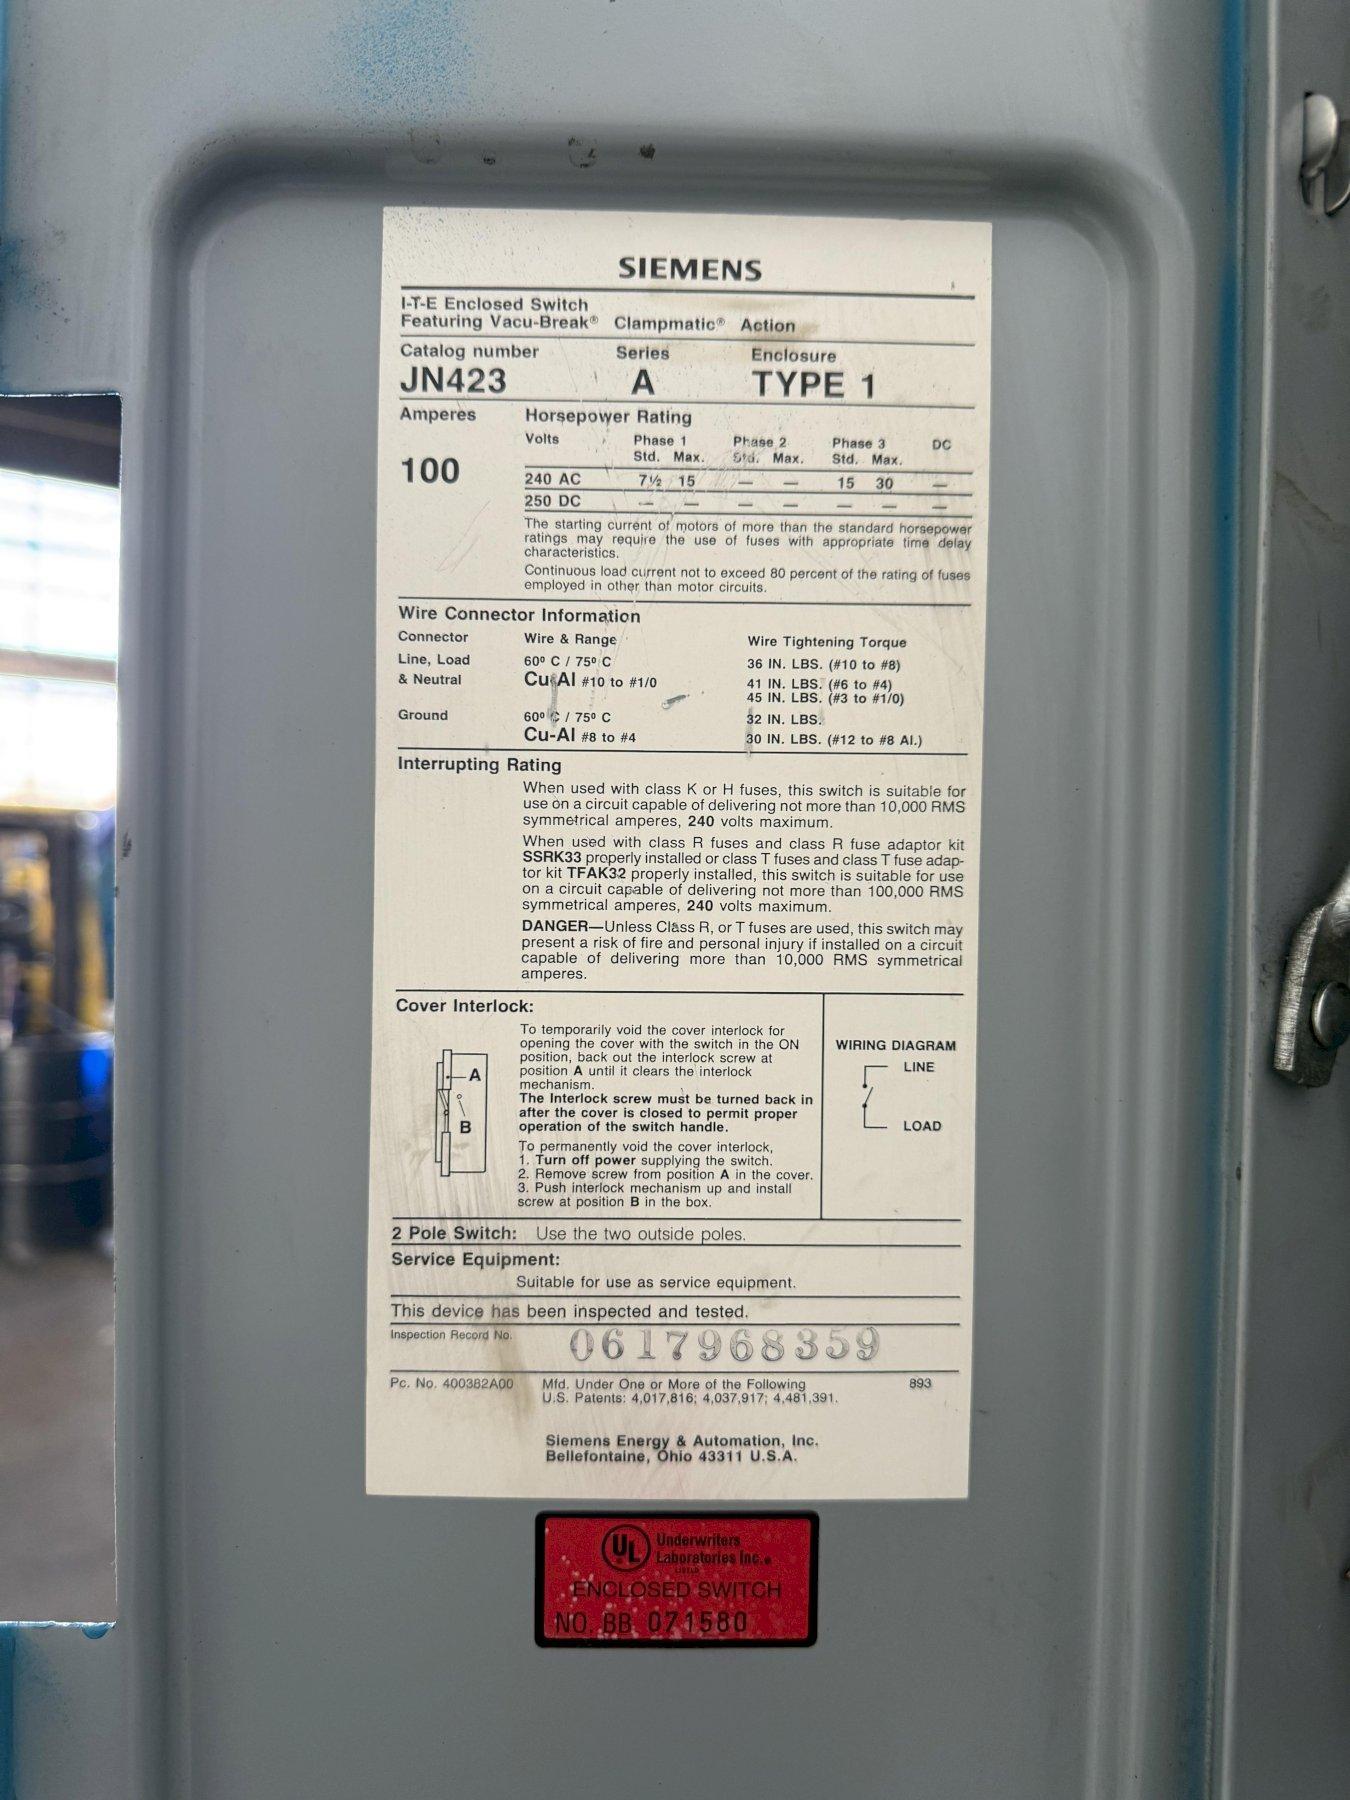 SIEMENS
I-T-E Enclosed Switch
Featuring Vacu-Break® Clampmatic® Action
Catalog number Series Enclosure
JN423 A TYPE 1
Amperes Horsepower Rating
Volts Phase 1 Phase 2 Phase 3 DC
Std. Max. Std. Max. Std. Max.
100
240 AC 7½ 15 — — 15 30 —
250 DC — — — — — — —
The starting current of motors of more than the standard horsepower
ratings may require the use of fuses with appropriate time delay
characteristics.
Continuous load current not to exceed 80 percent of the rating of fuses
employed in other than motor circuits.
Wire Connector Information
Connector Wire & Range Wire Tightening Torque
Line, Load 60º C / 75º C 36 IN. LBS. (#10 to #8)
& Neutral Cu-Al #10 to #1/0 41 IN. LBS. (#6 to #4)
45 IN. LBS. (#3 to #1/0)
Ground 60º C / 75º C 32 IN. LBS.
Cu-Al #8 to #4 30 IN. LBS. (#12 to #8 Al.)
Interrupting Rating
When used with class K or H fuses, this switch is suitable for
use on a circuit capable of delivering not more than 10,000 RMS
symmetrical amperes, 240 volts maximum.
When used with class R fuses and class R fuse adaptor kit
SSRK33 properly installed or class T fuses and class T fuse adap-
tor kit TFAK32 properly installed, this switch is suitable for use
on a circuit capable of delivering not more than 100,000 RMS
symmetrical amperes, 240 volts maximum.
DANGER—Unless Class R, or T fuses are used, this switch may
present a risk of fire and personal injury if installed on a circuit
capable of delivering more than 10,000 RMS symmetrical
amperes.
Cover Interlock:
A
B
To temporarily void the cover interlock for
opening the cover with the switch in the ON
position, back out the interlock screw at
position A until it clears the interlock
mechanism.
The Interlock screw must be turned back in
after the cover is closed to permit proper
operation of the switch handle.
To permanently void the cover interlock,
1. Turn off power supplying the switch.
2. Remove screw from position A in the cover.
3. Push interlock mechanism up and install
screw at position B in the box.
WIRING DIAGRAM
LINE
LOAD
2 Pole Switch: Use the two outside poles.
Service Equipment:
Suitable for use as service equipment.
This device has been inspected and tested.
Inspection Record No. 0617968359
Pc. No. 400382A00 Mfd. Under One or More of the Following 893
U.S. Patents: 4,017,816; 4,037,917; 4,481,391.
Siemens Energy & Automation, Inc.
Bellefontaine, Ohio 43311 U.S.A.
UL Underwriters
Laboratories Inc.®
LISTED
ENCLOSED SWITCH
NO. BB 071580